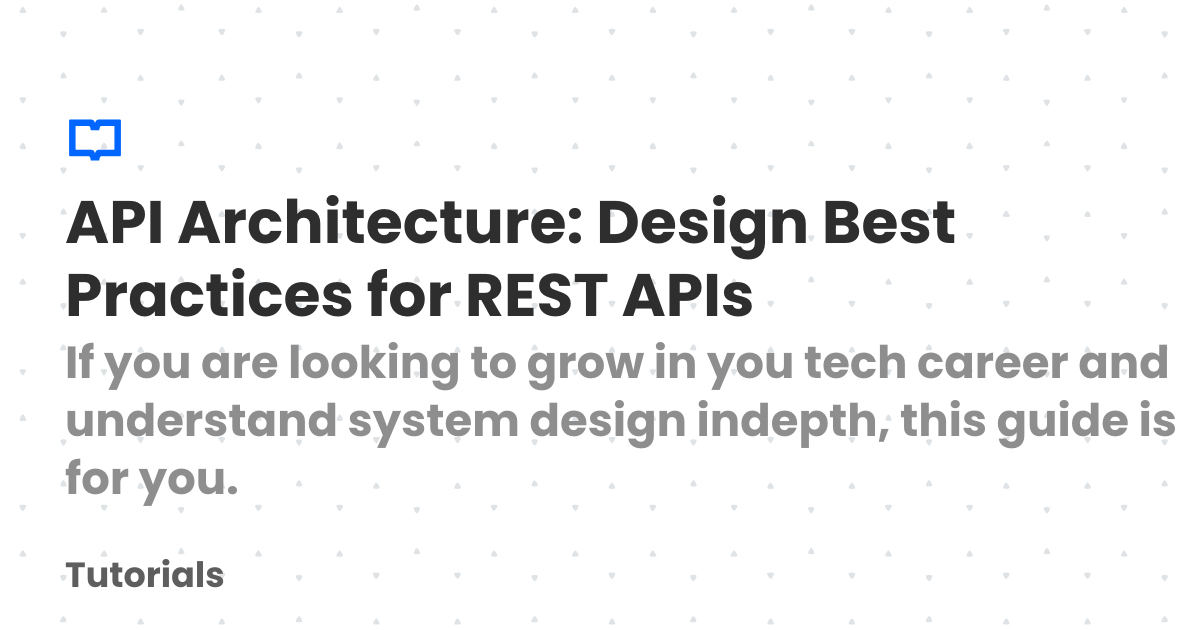 API Architecture: Design Best
Practices for REST APIs
If you are looking to grow in you tech career and
understand system design indepth, this guide is
for you.
Tutorials